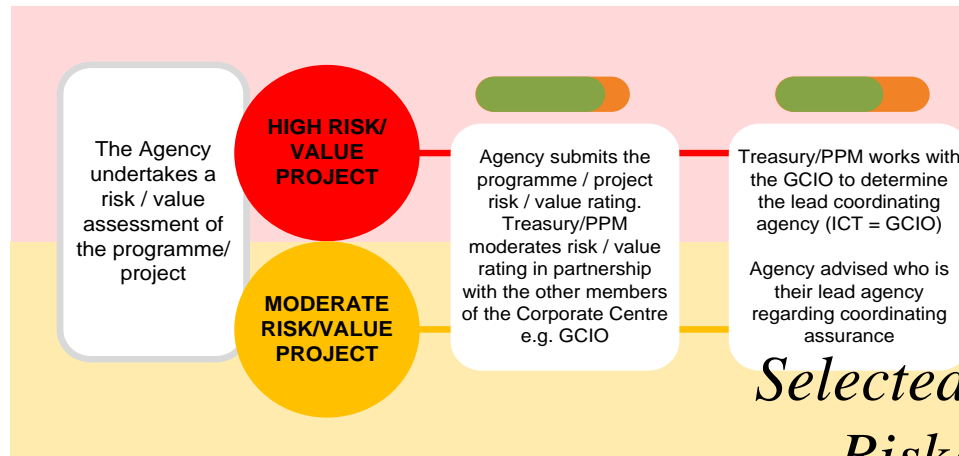 The Agency
undertakes a
risk / value
assessment of
the programme/
project
HIGH RISK/
VALUE
PROJECT
MODERATE
RISK/VALUE
PROJECT
Agency submits the
programme / project
risk / value rating.
Treasury/PPM
moderates risk / value
rating in partnership
with the other members
of the Corporate Centre
e.g. GCIO
Treasury/PPM works with
the GCIO to determine
the lead coordinating
agency (ICT = GCIO)
Agency advised who is
their lead agency
regarding coordinating
assurance
Selected